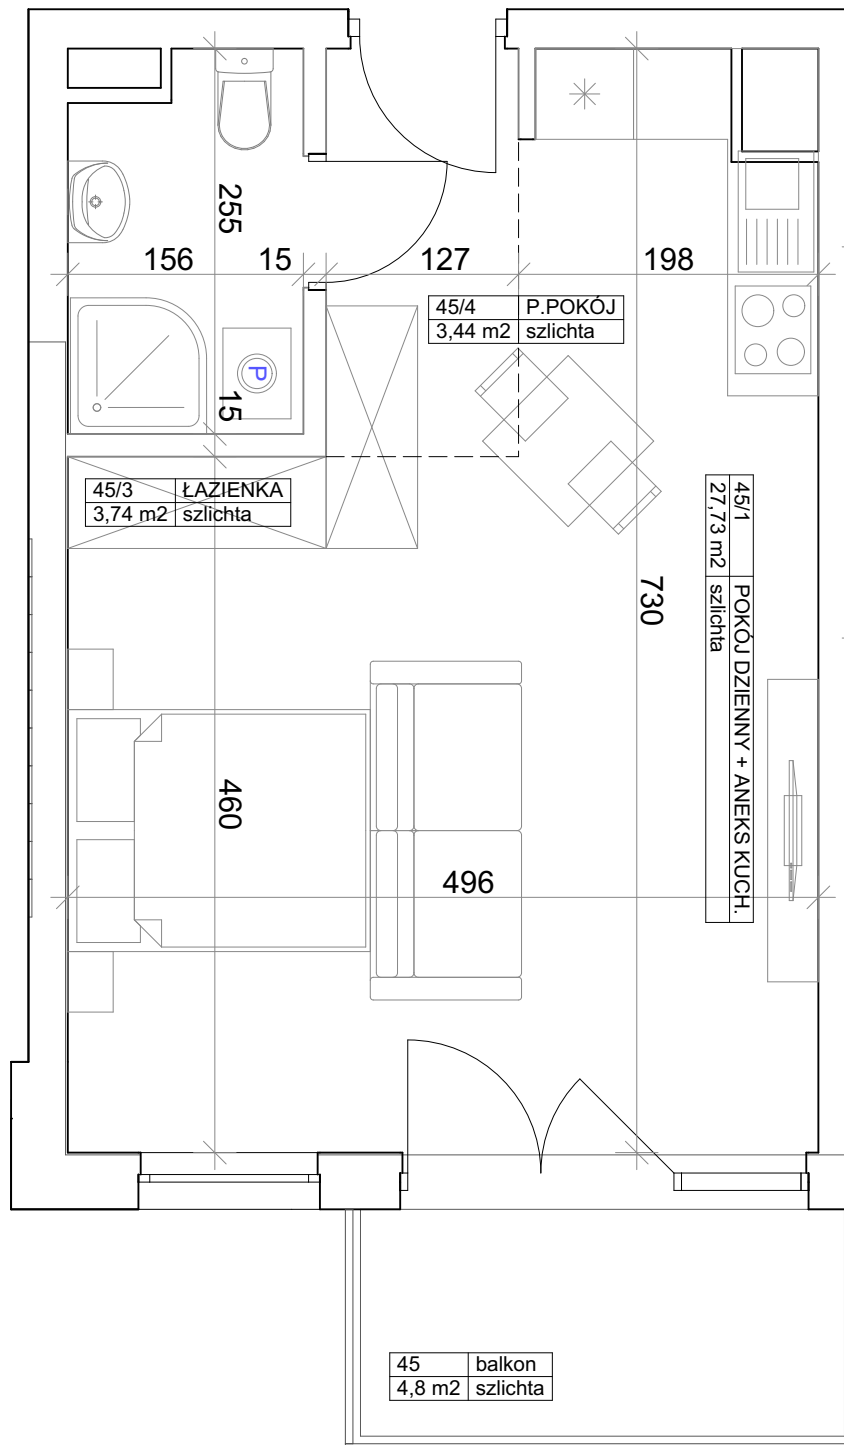 255
156
15
127
198
45/4 P.POKÓJ
3,44 m2 szlichta
P
15
45/3 ŁAZIENKA
3,74 m2 szlichta
45/1 POKÓJ DZIENNY + ANEKS KUCH.
27,73 m2 szlichta
730
460
496
45 balkon
4,8 m2 szlichta